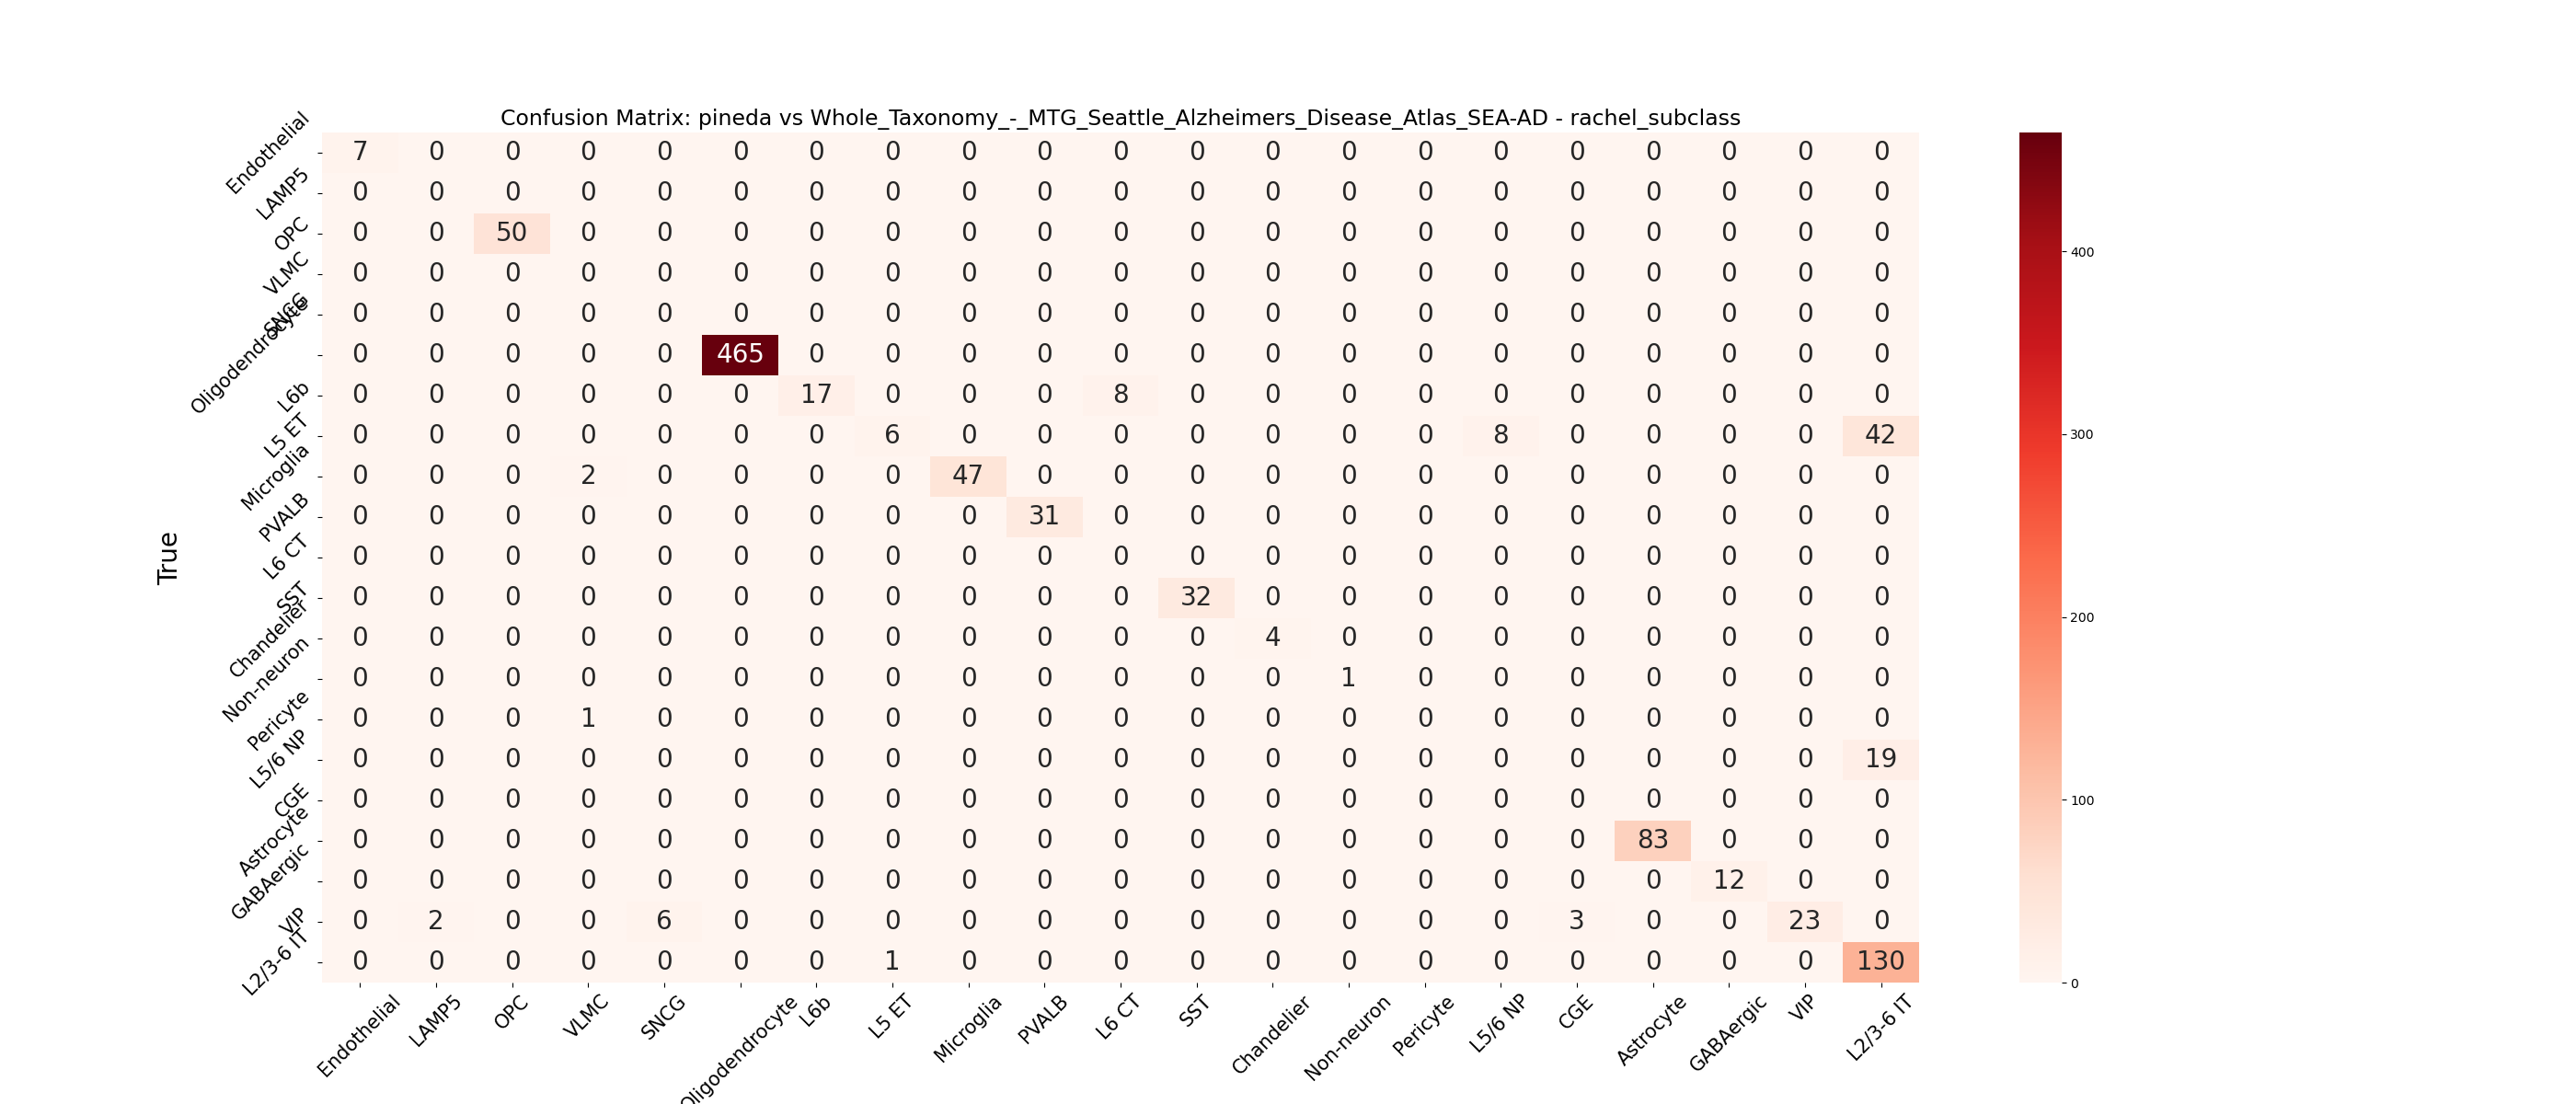 Confusion Matrix: pineda vs Whole_Taxonomy_-_MTG_Seattle_Alzheimers_Disease_Atlas_SEA-AD - rachel_subclass
True
Endothelial 7 0 0 0 0 0 0 0 0 0 0 0 0 0 0 0 0 0 0 0 0
LAMP5 0 0 0 0 0 0 0 0 0 0 0 0 0 0 0 0 0 0 0 0 0
OPC 0 0 50 0 0 0 0 0 0 0 0 0 0 0 0 0 0 0 0 0 0
VLMC 0 0 0 0 0 0 0 0 0 0 0 0 0 0 0 0 0 0 0 0 0
SNCG 0 0 0 0 0 0 0 0 0 0 0 0 0 0 0 0 0 0 0 0 0
Oligodendrocyte 0 0 0 0 0 465 0 0 0 0 0 0 0 0 0 0 0 0 0 0 0
L6b 0 0 0 0 0 0 17 0 0 0 8 0 0 0 0 0 0 0 0 0 0
L5 ET 0 0 0 0 0 0 0 6 0 0 0 0 0 0 0 8 0 0 0 0 42
Microglia 0 0 0 2 0 0 0 0 47 0 0 0 0 0 0 0 0 0 0 0 0
PVALB 0 0 0 0 0 0 0 0 0 31 0 0 0 0 0 0 0 0 0 0 0
L6 CT 0 0 0 0 0 0 0 0 0 0 0 0 0 0 0 0 0 0 0 0 0
SST 0 0 0 0 0 0 0 0 0 0 0 32 0 0 0 0 0 0 0 0 0
Chandelier 0 0 0 0 0 0 0 0 0 0 0 0 4 0 0 0 0 0 0 0 0
Non-neuron 0 0 0 0 0 0 0 0 0 0 0 0 0 1 0 0 0 0 0 0 0
Pericyte 0 0 0 1 0 0 0 0 0 0 0 0 0 0 0 0 0 0 0 0 0
L5/6 NP 0 0 0 0 0 0 0 0 0 0 0 0 0 0 0 0 0 0 0 0 19
CGE 0 0 0 0 0 0 0 0 0 0 0 0 0 0 0 0 0 0 0 0 0
Astrocyte 0 0 0 0 0 0 0 0 0 0 0 0 0 0 0 0 0 83 0 0 0
GABAergic 0 0 0 0 0 0 0 0 0 0 0 0 0 0 0 0 0 0 12 0 0
VIP 0 2 0 0 6 0 0 0 0 0 0 0 0 0 0 0 3 0 0 23 0
L2/3-6 IT 0 0 0 0 0 0 0 1 0 0 0 0 0 0 0 0 0 0 0 0 130
Endothelial LAMP5 OPC VLMC SNCG Oligodendrocyte L6b L5 ET Microglia PVALB L6 CT SST Chandelier Non-neuron Pericyte L5/6 NP CGE Astrocyte GABAergic VIP L2/3-6 IT
400
300
200
100
0